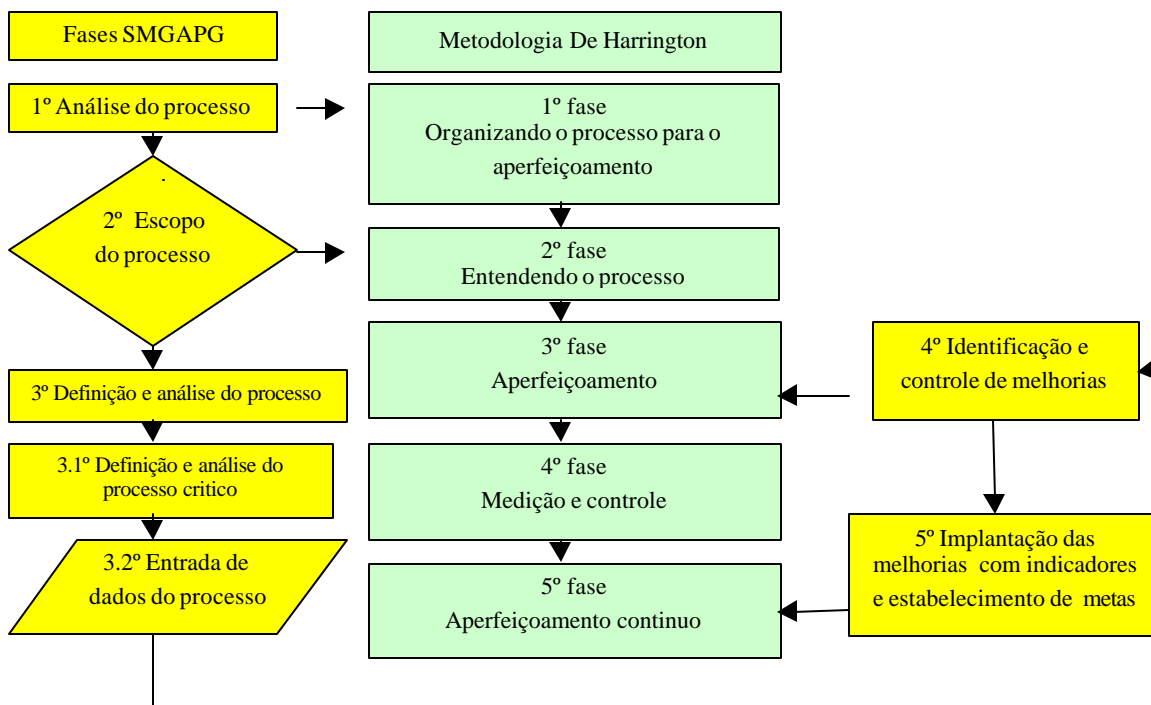 Fases SMGAPG
Metodologia De Harrington
1º Análise do processo
1º fase
Organizando o processo para o
aperfeiçoamento
2º Escopo
do processo
2º fase
Entendendo o processo
3º fase
Aperfeiçoamento
4º Identificação e
controle de melhorias
3º Definição e análise do processo
3.1º Definição e análise do
processo critico
4º fase
Medição e controle
3.2º Entrada de
dados do processo
5º fase
Aperfeiçoamento continuo
5º Implantação das
melhorias com indicadores
e estabelecimento de metas